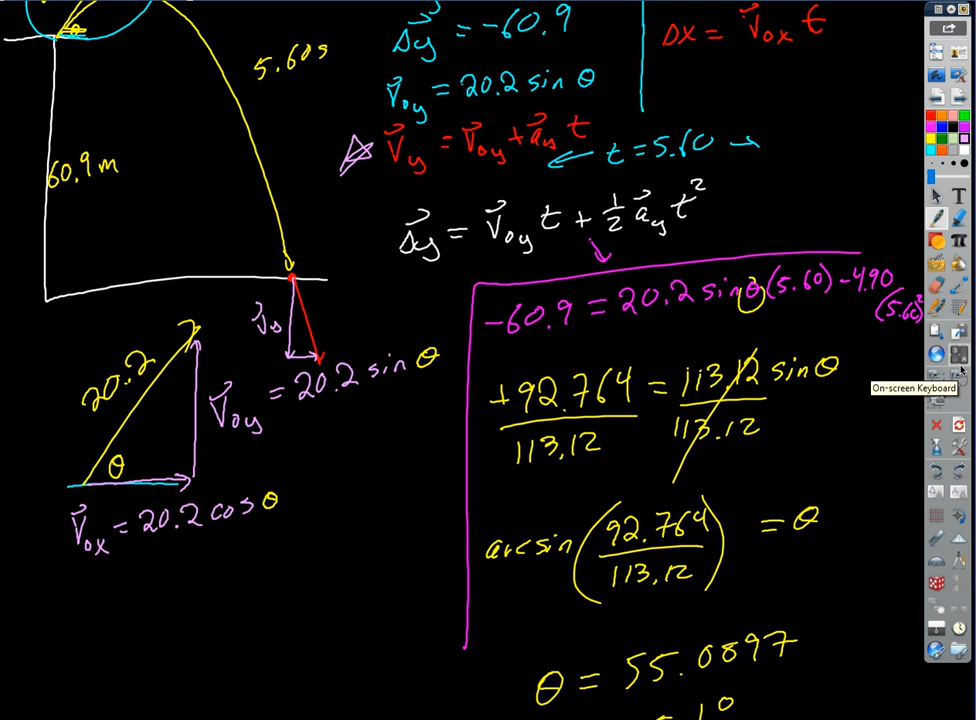 θ
5.60s
60.9m
Δy = -60.9
V₀y = 20.2 sin θ
Vy = V₀y + ay t
t = 5.60
Δx = V₀x t
Δy = V₀y t + 1/2 ay t²
-60.9 = 20.2 sin θ (5.60) - 4.90
(5.60)²
+92.764 = 113.12 sin θ
113.12 113.12
arcsin (92.764 / 113.12) = θ
θ = 55.0897
20.2
θ
V₀y = 20.2 sin θ
V₀x = 20.2 cos θ
On-screen Keyboard